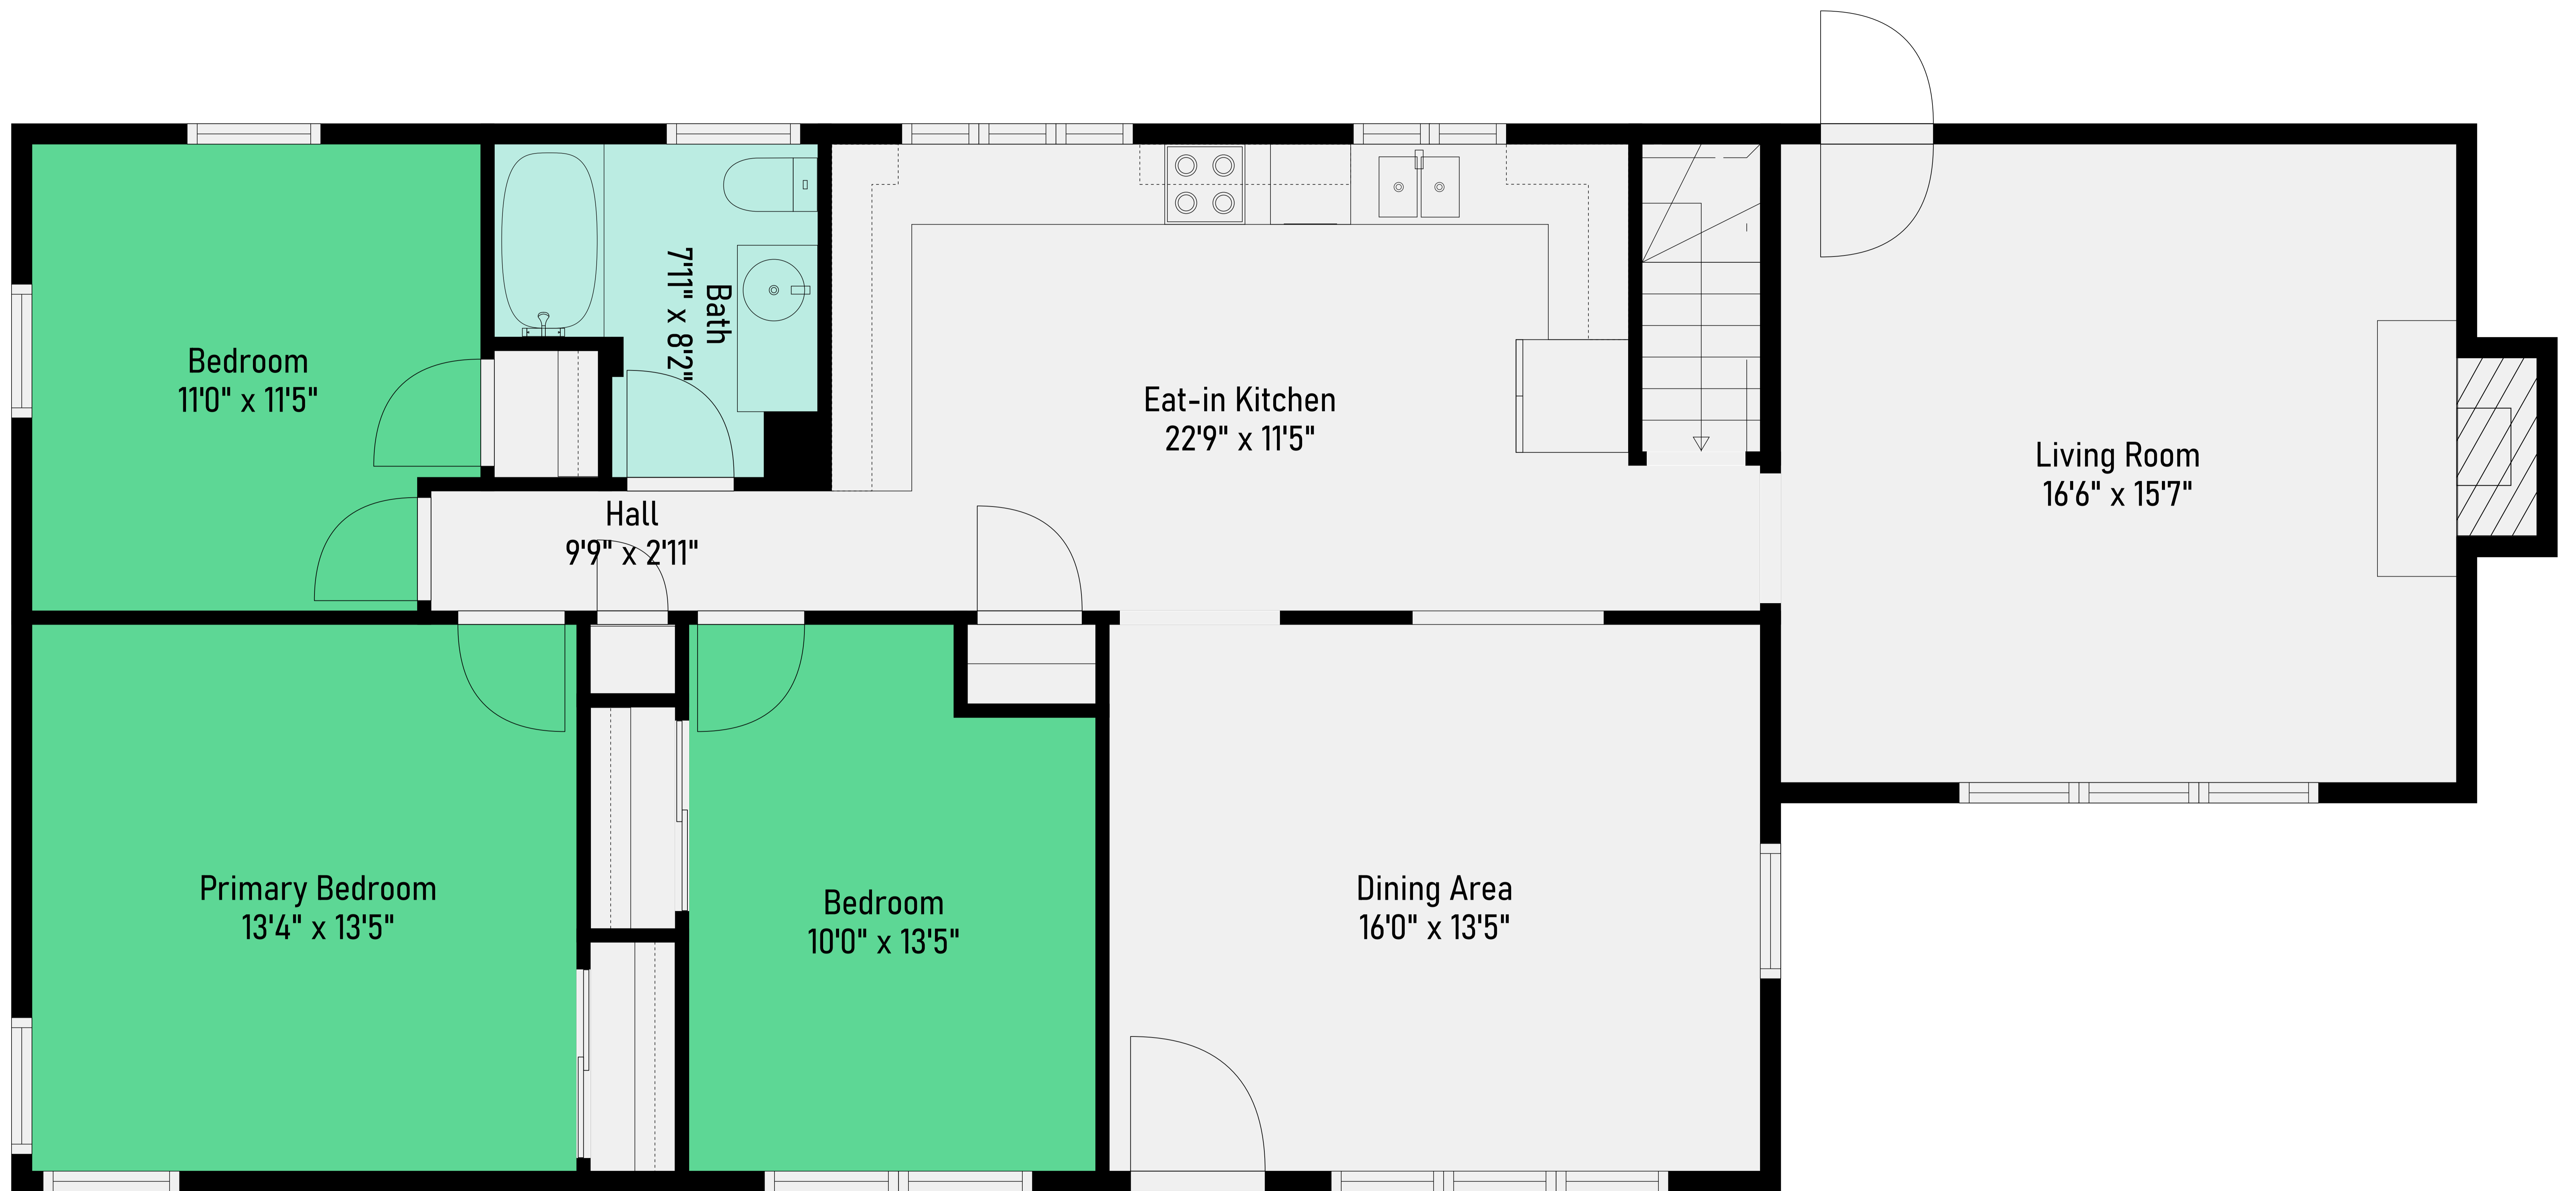 Bedroom
11'0" x 11'5"
Bath
7'11" x 8'2"
Eat-in Kitchen
22'9" x 11'5"
Living Room
16'6" x 15'7"
Hall
9'9" x 2'11"
Primary Bedroom
13'4" x 13'5"
Bedroom
10'0" x 13'5"
Dining Area
16'0" x 13'5"